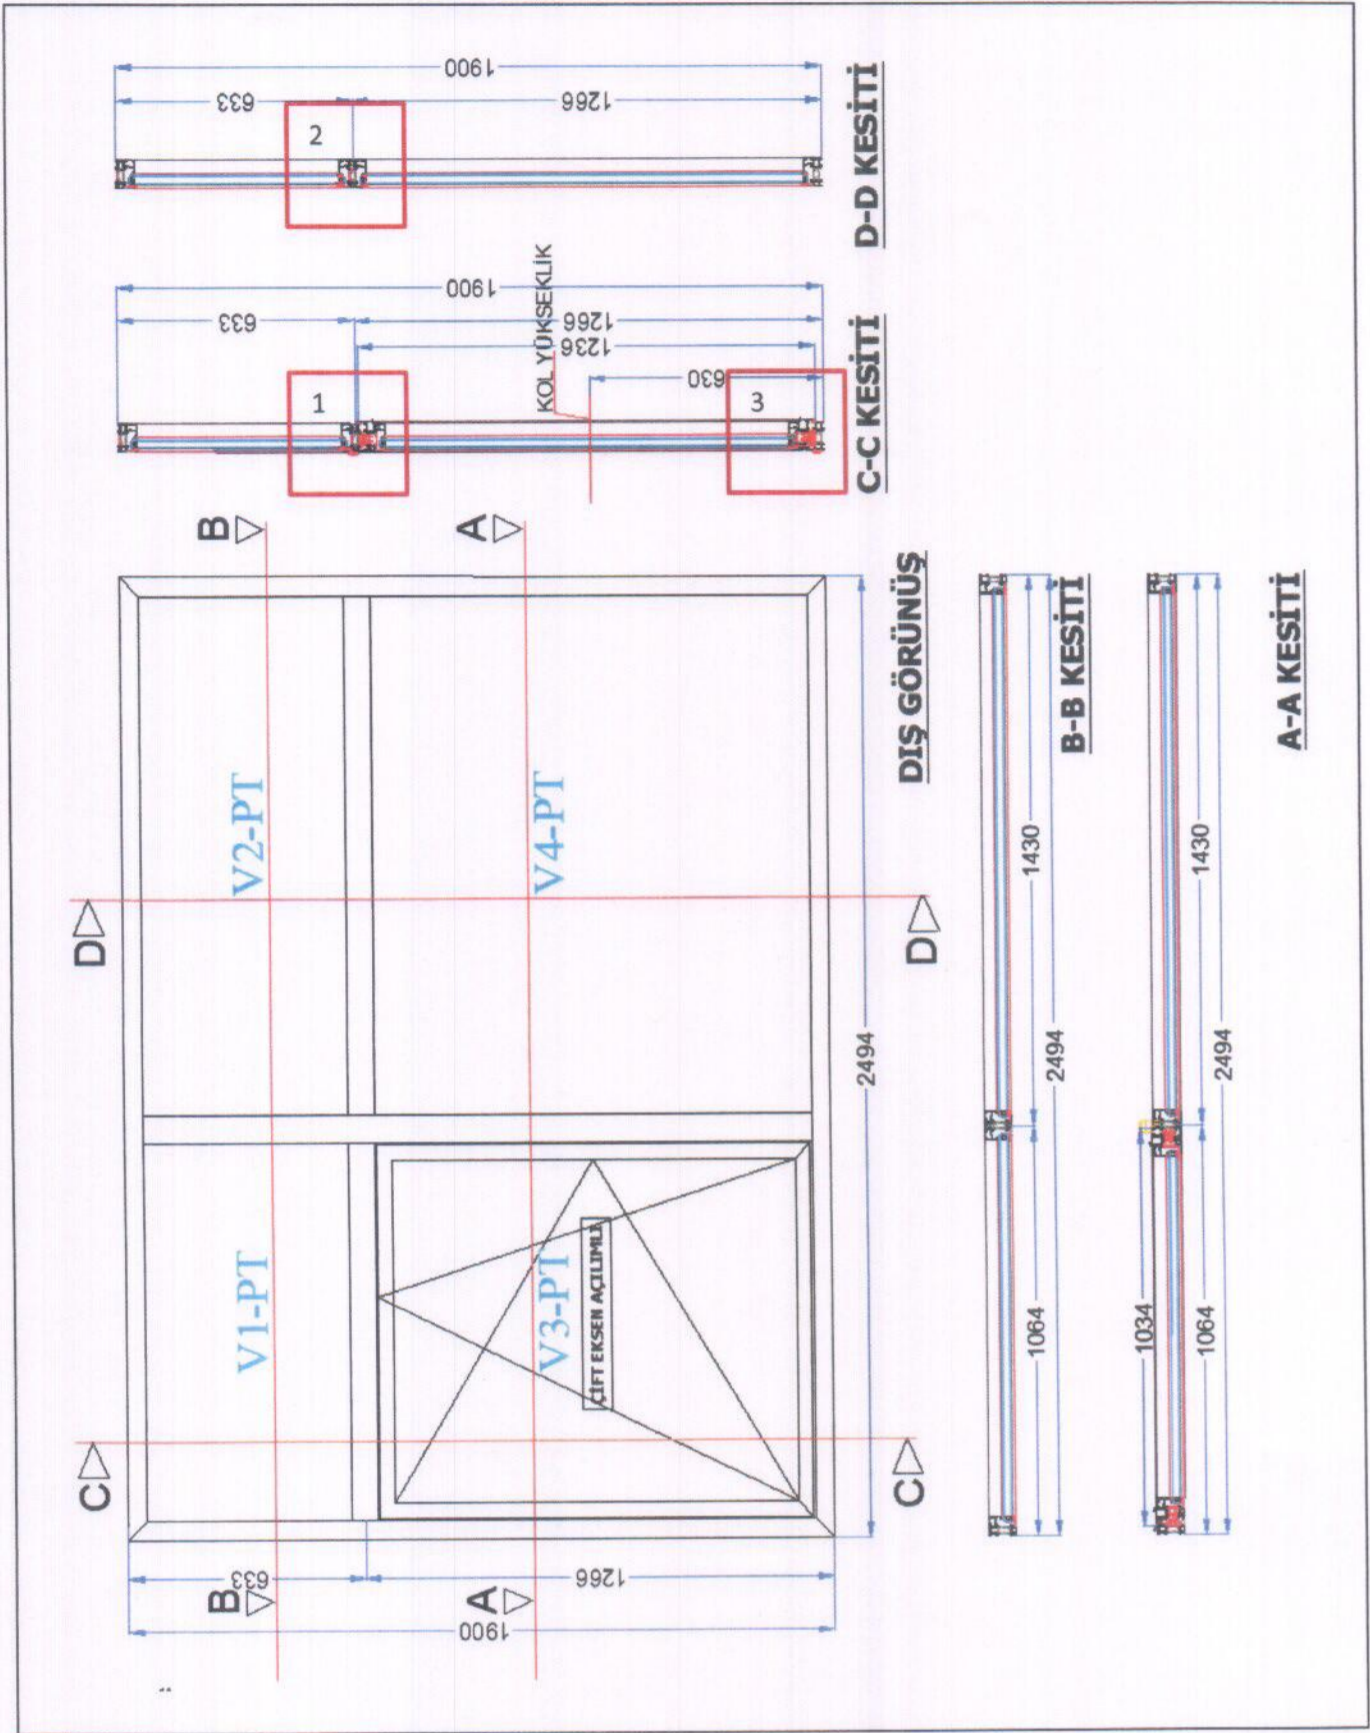 1900
633
1266
2
D-D KESİTİ
1900
633
1266
1236
630
KOL YÜKSEKLİK
1
3
C-C KESİTİ
B
A
V2-PT
V4-PT
D
D
DIŞ GÖRÜNÜŞ
V1-PT
V3-PT
ÇİFT EKSEN AÇILIMLI
C
C
2494
633
1266
1900
B
A
1430
1064
2494
B-B KESİTİ
1430
1034
1064
2494
A-A KESİTİ